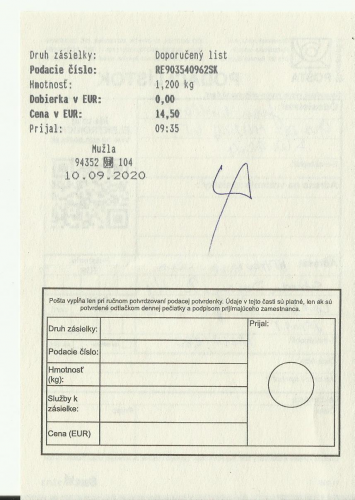 Druh zásielky: Doporučený list
Podacie číslo: RE903540962SK
Hmotnosť: 1,200 kg
Dobierka v EUR: 0,00
Cena v EUR: 14,50
Prijal: 09:35
Mužla
94352 104
10.09.2020
Pošta vypĺňa len pri ručnom potvrdzovaní podacej potvrdenky. Údaje v tejto časti sú platné, len ak sú
potvrdené odtlačkom dennej pečiatky a podpisom prijímajúceho zamestnanca.
Druh zásielky:
Prijal:
Podacie číslo:
Hmotnosť
(kg):
Služby k
zásielke:
Cena (EUR)